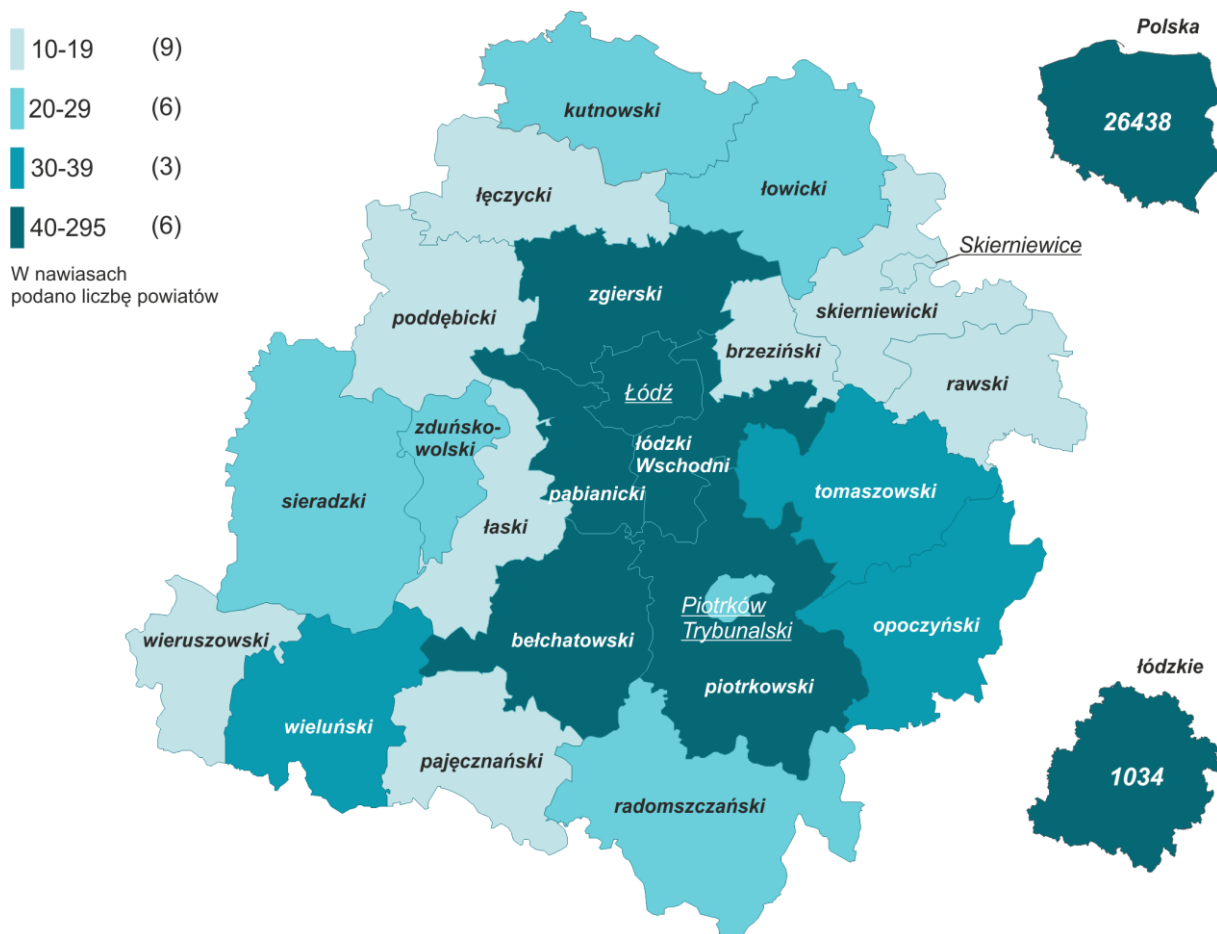 10-19 (9)
20-29 (6)
30-39 (3)
40-295 (6)
W nawiasach
podano liczbę powiatów
Polska
26438
kutnowski
łęczycki
łowicki
Skierniewice
zgierski
skierniewicki
poddębicki
brzeziński
rawski
Łódź
zduńsko-
wolski
łódzki
Wschodni
sieradzki
pabianicki
tomaszowski
łaski
Piotrków
Trybunalski
opoczyński
wieruszowski
bełchatowski
piotrkowski
wieluński
pajęcznański
radomszczański
łódzkie
1034